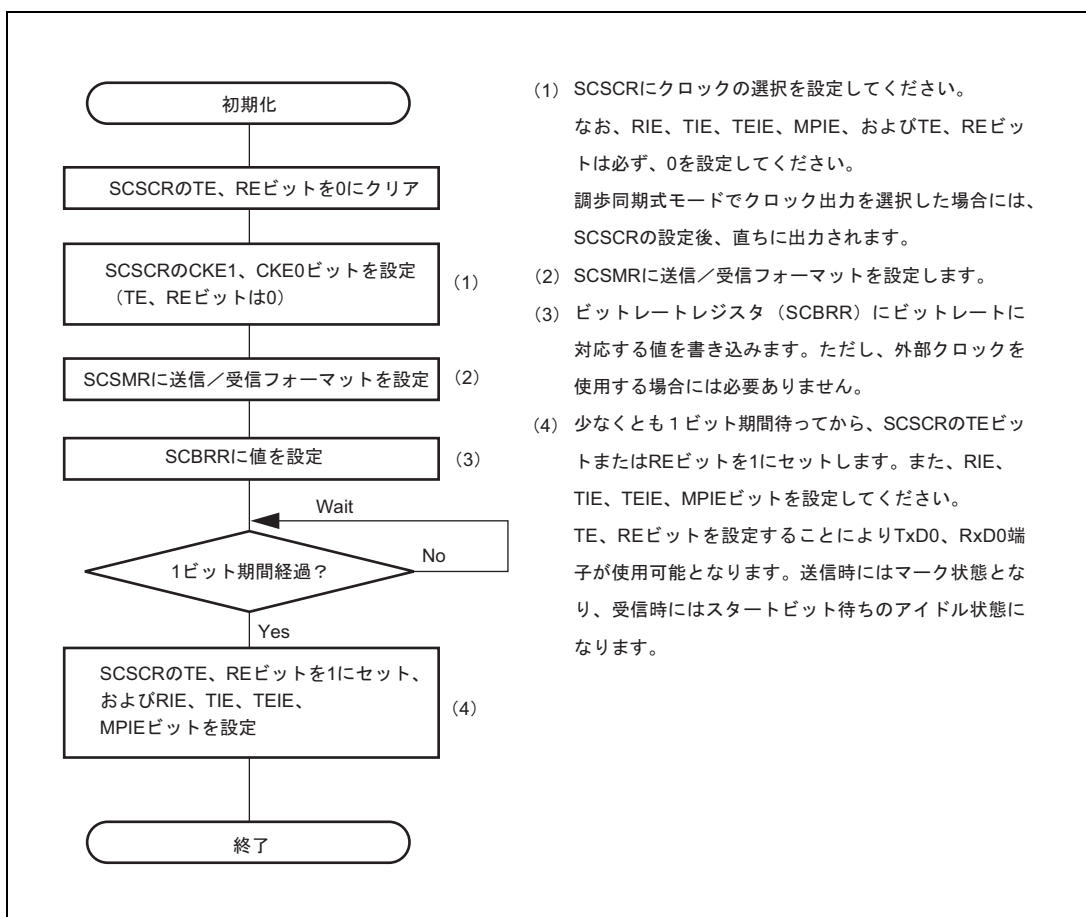 初期化
SCSCRのTE、REビットを0にクリア
SCSCRのCKE1、CKE0ビットを設定
（TE、REビットは0）
（1）
SCSMRに送信／受信フォーマットを設定
（2）
SCBRRに値を設定
（3）
Wait
1ビット期間経過？
No
Yes
SCSCRのTE、REビットを1にセット、
およびRIE、TIE、TEIE、
MPIEビットを設定
（4）
終了
（1） SCSCRにクロックの選択を設定してください。
なお、RIE、TIE、TEIE、MPIE、およびTE、REビッ
トは必ず、0を設定してください。
調歩同期式モードでクロック出力を選択した場合には、
SCSCRの設定後、直ちに出力されます。
（2） SCSMRに送信／受信フォーマットを設定します。
（3） ビットレートレジスタ（SCBRR）にビットレートに
対応する値を書き込みます。ただし、外部クロックを
使用する場合には必要ありません。
（4） 少なくとも１ビット期間待ってから、SCSCRのTEビッ
トまたはREビットを1にセットします。また、RIE、
TIE、TEIE、MPIEビットを設定してください。
TE、REビットを設定することによりTxD0、RxD0端
子が使用可能となります。送信時にはマーク状態とな
り、受信時にはスタートビット待ちのアイドル状態に
なります。